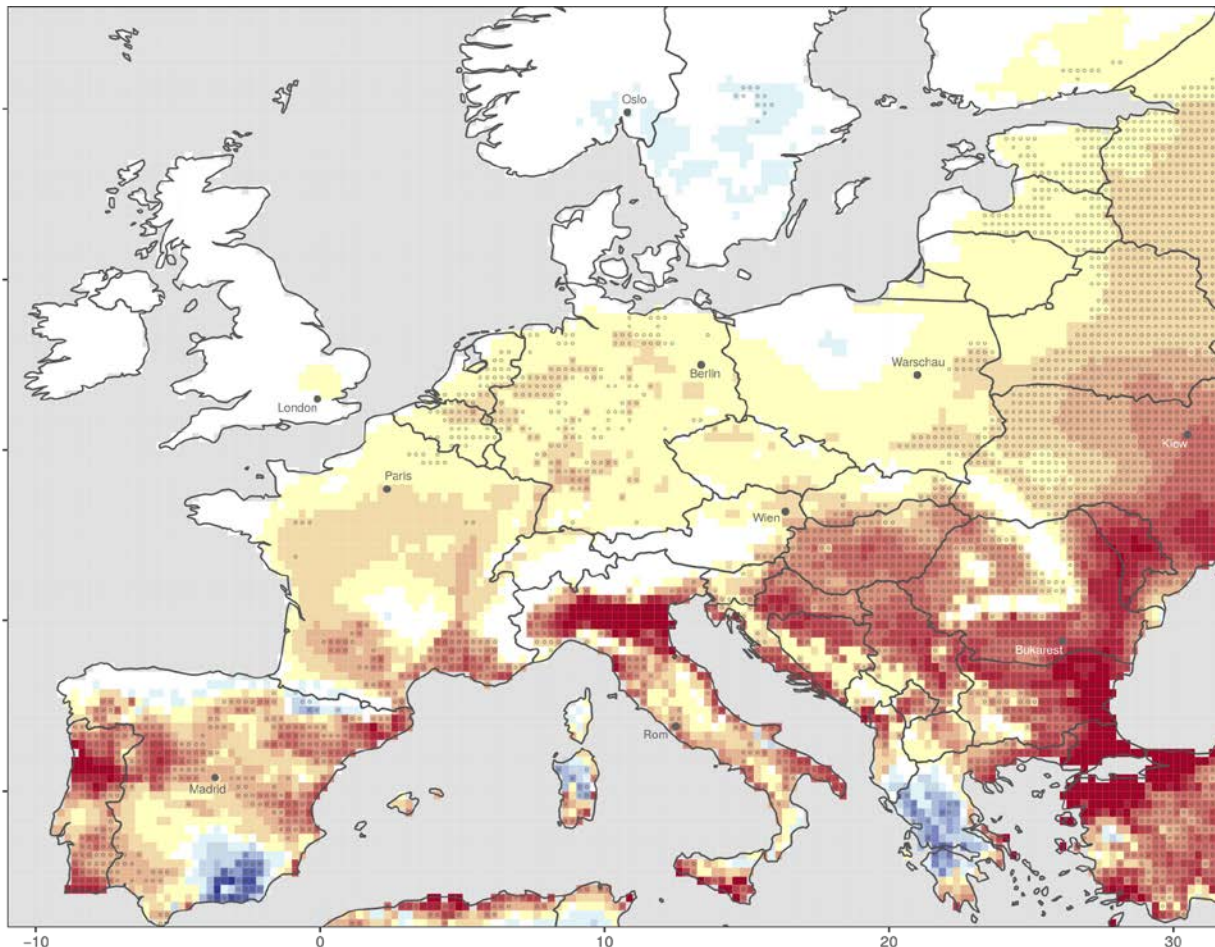 Oslo
Berlin
Warschau
London
Kiew
Paris
Wien
Bukarest
Rom
Madrid
−10
0
10
20
30